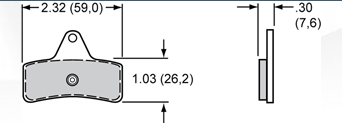 2.32 (59,0)
.30
(7,6)
1.03 (26,2)